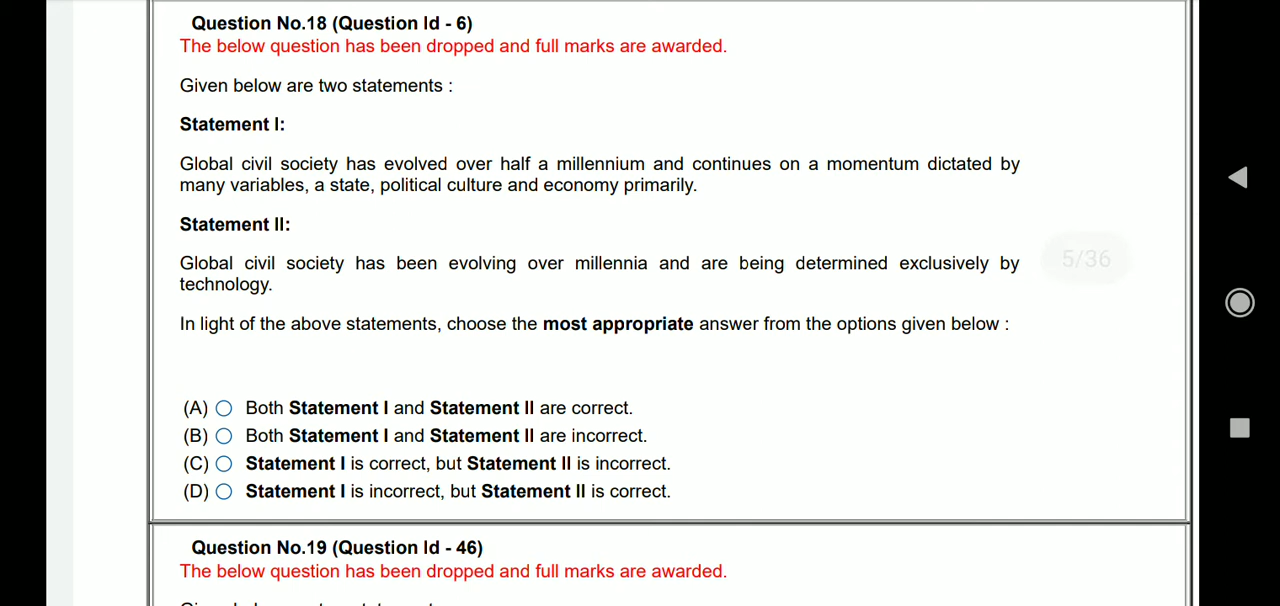 Question No.18 (Question Id - 6)
The below question has been dropped and full marks are awarded.
Given below are two statements :
Statement I:
Global civil society has evolved over half a millennium and continues on a momentum dictated by
many variables, a state, political culture and economy primarily.
Statement II:
Global civil society has been evolving over millennia and are being determined exclusively by
technology.
5/36
In light of the above statements, choose the most appropriate answer from the options given below :
(A) Both Statement I and Statement II are correct.
(B) Both Statement I and Statement II are incorrect.
(C) Statement I is correct, but Statement II is incorrect.
(D) Statement I is incorrect, but Statement II is correct.
Question No.19 (Question Id - 46)
The below question has been dropped and full marks are awarded.